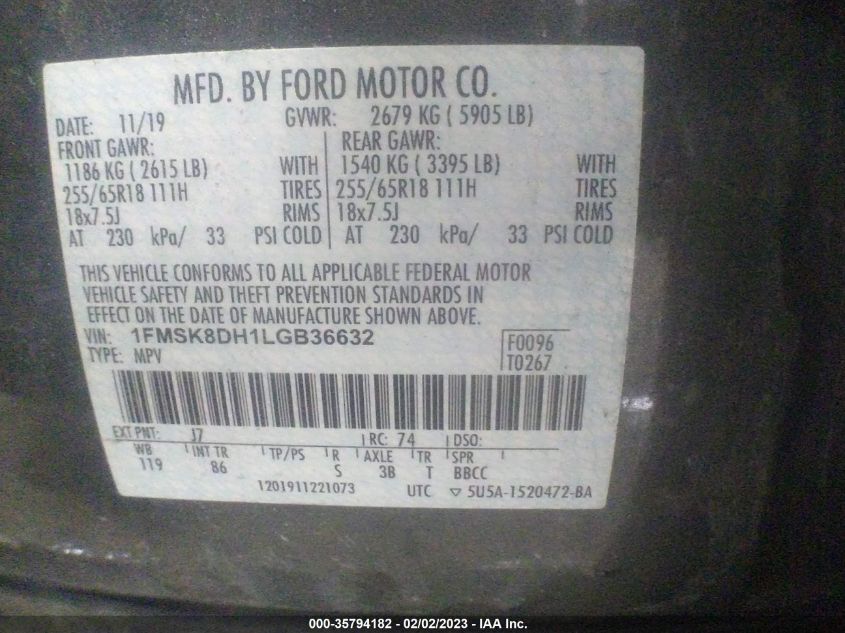 MFD. BY FORD MOTOR CO.
DATE: 11/19 GVWR: 2679 KG ( 5905 LB)
FRONT GAWR: REAR GAWR:
1186 KG ( 2615 LB) WITH 1540 KG ( 3395 LB) WITH
255/65R18 111H TIRES 255/65R18 111H TIRES
18x7.5J RIMS 18x7.5J RIMS
AT 230 kPa/ 33 PSI COLD AT 230 kPa/ 33 PSI COLD
THIS VEHICLE CONFORMS TO ALL APPLICABLE FEDERAL MOTOR
VEHICLE SAFETY AND THEFT PREVENTION STANDARDS IN
EFFECT ON THE DATE OF MANUFACTURE SHOWN ABOVE.
VIN: 1FMSK8DH1LGB36632 F0096
TYPE: MPV T0267
EXT PNT: J7 RC: 74 DSO:
WB INT TR TP/PS R AXLE TR SPR
119 86 S 3B T BBCC
1201911221073 UTC ▽ 5U5A-1520472-BA
000-35794182 - 02/02/2023 - IAA Inc.